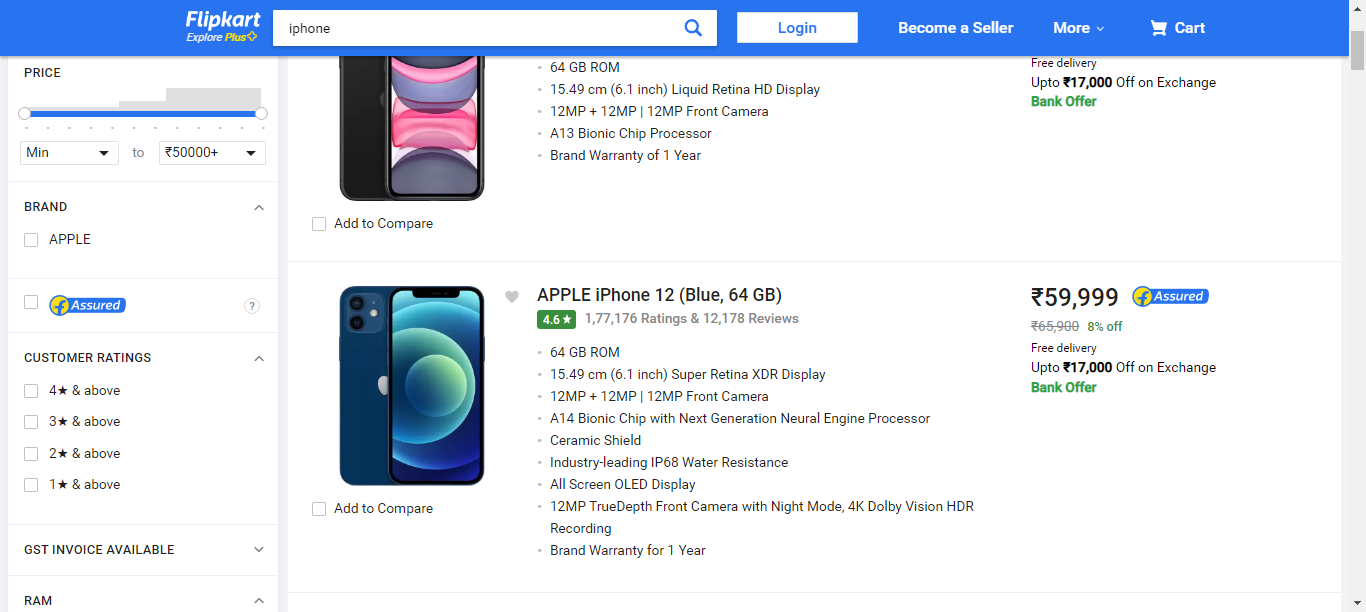 Flipkart
Explore Plus
iphone
Login
Become a Seller
More
Cart
PRICE
Min
to
₹50000+
BRAND
APPLE
Assured
?
CUSTOMER RATINGS
4★ & above
3★ & above
2★ & above
1★ & above
GST INVOICE AVAILABLE
RAM
64 GB ROM
15.49 cm (6.1 inch) Liquid Retina HD Display
12MP + 12MP | 12MP Front Camera
A13 Bionic Chip Processor
Brand Warranty of 1 Year
Free delivery
Upto ₹17,000 Off on Exchange
Bank Offer
Add to Compare
APPLE iPhone 12 (Blue, 64 GB)
4.6★ 1,77,176 Ratings & 12,178 Reviews
64 GB ROM
15.49 cm (6.1 inch) Super Retina XDR Display
12MP + 12MP | 12MP Front Camera
A14 Bionic Chip with Next Generation Neural Engine Processor
Ceramic Shield
Industry-leading IP68 Water Resistance
All Screen OLED Display
12MP TrueDepth Front Camera with Night Mode, 4K Dolby Vision HDR
Recording
Brand Warranty for 1 Year
₹59,999
Assured
₹65,900 8% off
Free delivery
Upto ₹17,000 Off on Exchange
Bank Offer
Add to Compare